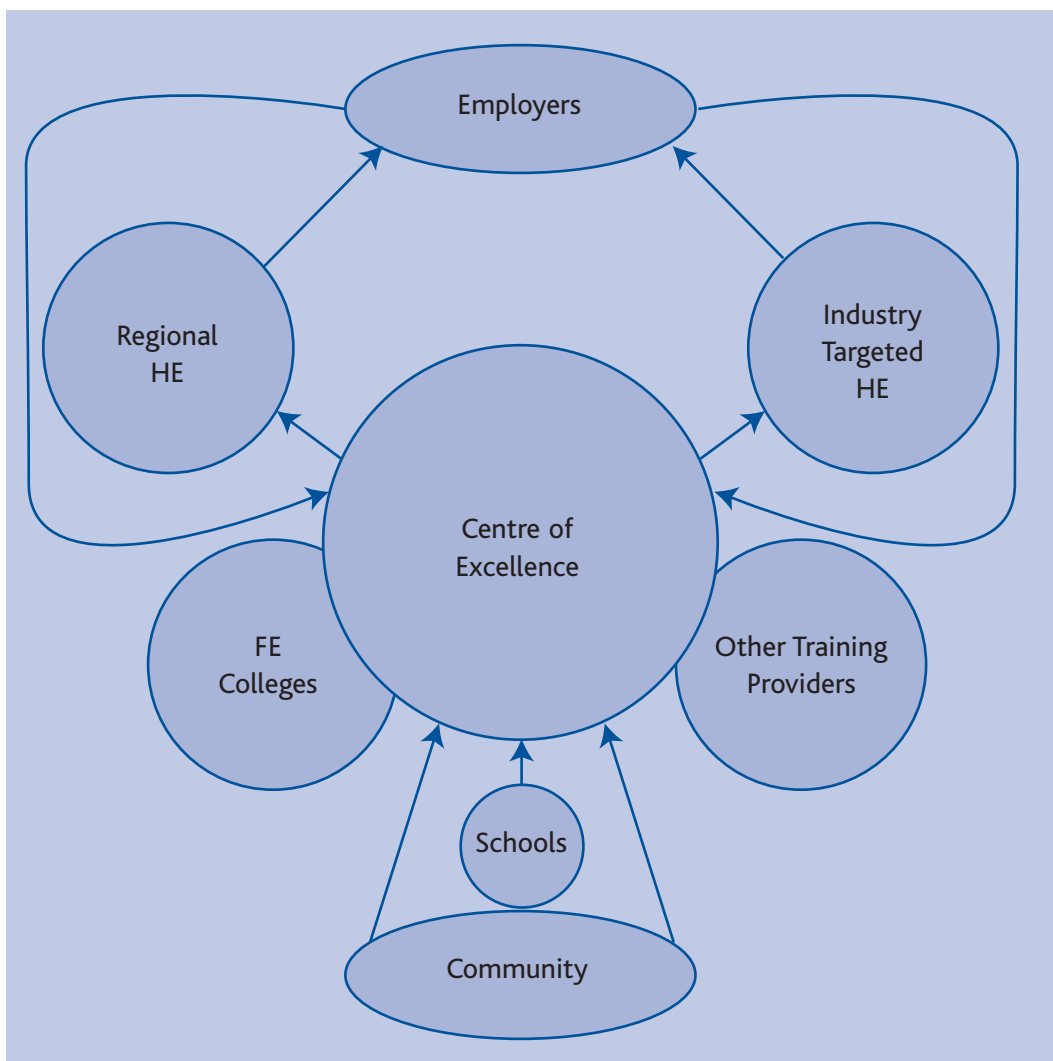 Employers
Regional
HE
Industry
Targeted
HE
Centre of
Excellence
FE
Colleges
Other Training
Providers
Schools
Community